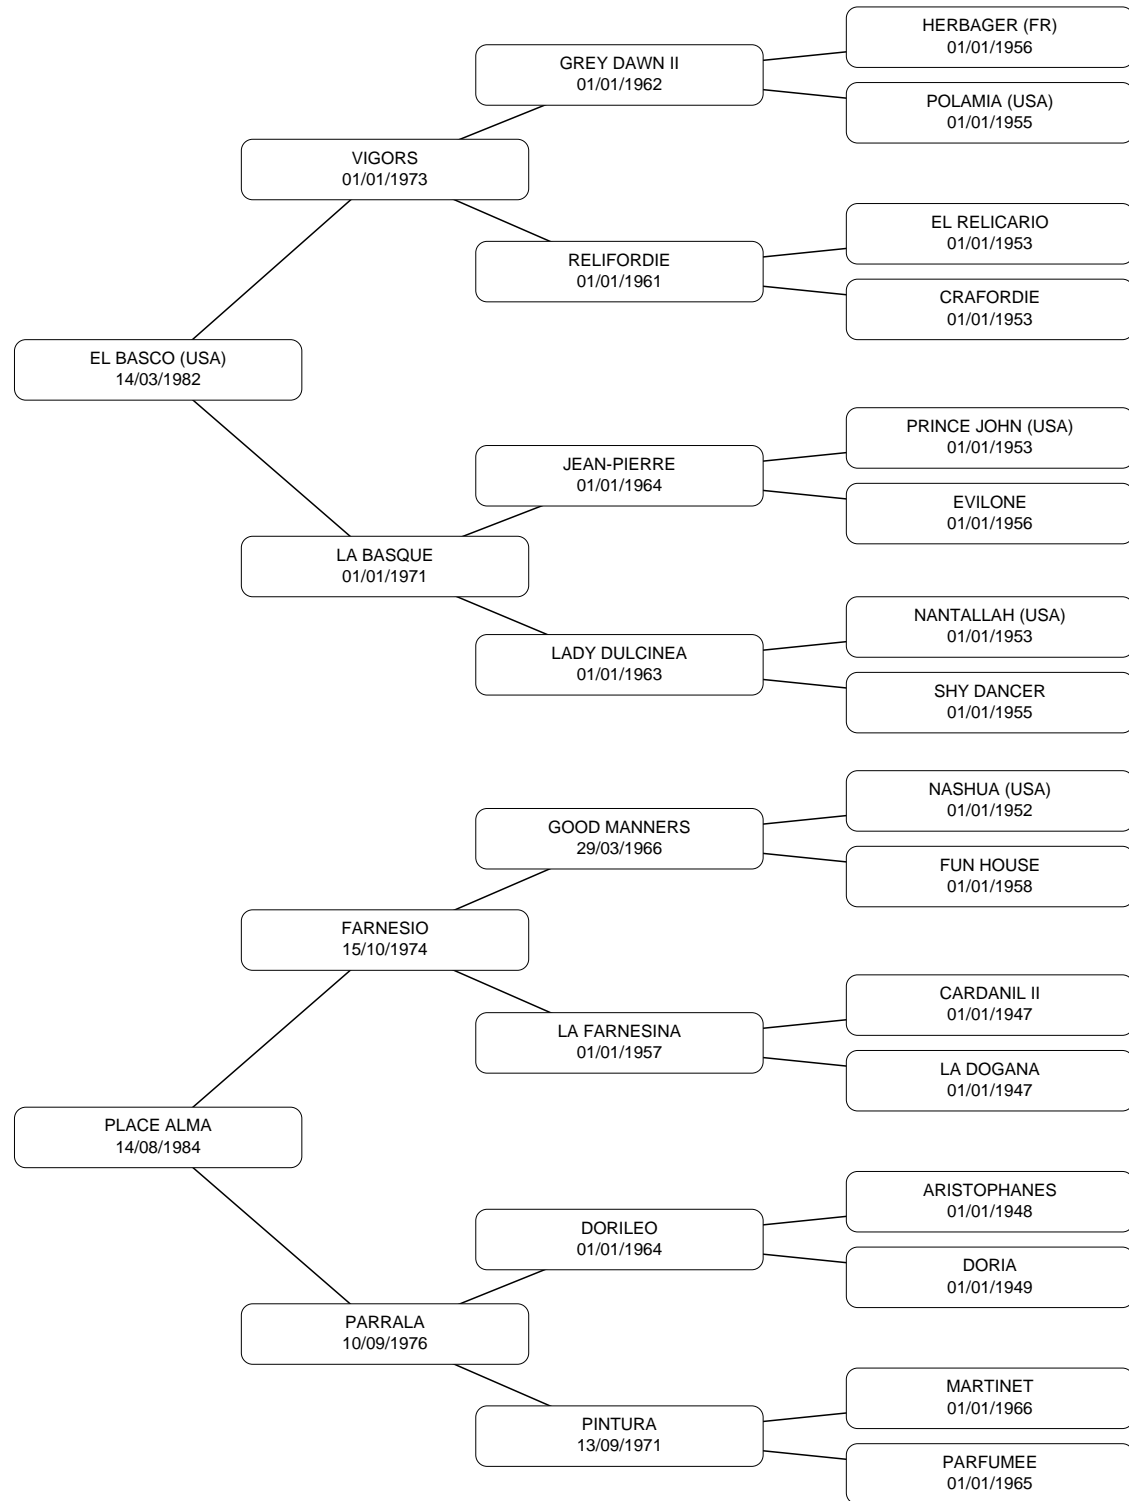 HERBAGER (FR)
01/01/1956
GREY DAWN II
01/01/1962
POLAMIA (USA)
01/01/1955
VIGORS
01/01/1973
EL RELICARIO
01/01/1953
RELIFORDIE
01/01/1961
CRAFORDIE
01/01/1953
EL BASCO (USA)
14/03/1982
PRINCE JOHN (USA)
01/01/1953
JEAN-PIERRE
01/01/1964
EVILONE
01/01/1956
LA BASQUE
01/01/1971
NANTALLAH (USA)
01/01/1953
LADY DULCINEA
01/01/1963
SHY DANCER
01/01/1955
NASHUA (USA)
01/01/1952
GOOD MANNERS
29/03/1966
FUN HOUSE
01/01/1958
FARNESIO
15/10/1974
CARDANIL II
01/01/1947
LA FARNESINA
01/01/1957
LA DOGANA
01/01/1947
PLACE ALMA
14/08/1984
ARISTOPHANES
01/01/1948
DORILEO
01/01/1964
DORIA
01/01/1949
PARRALA
10/09/1976
MARTINET
01/01/1966
PINTURA
13/09/1971
PARFUMEE
01/01/1965